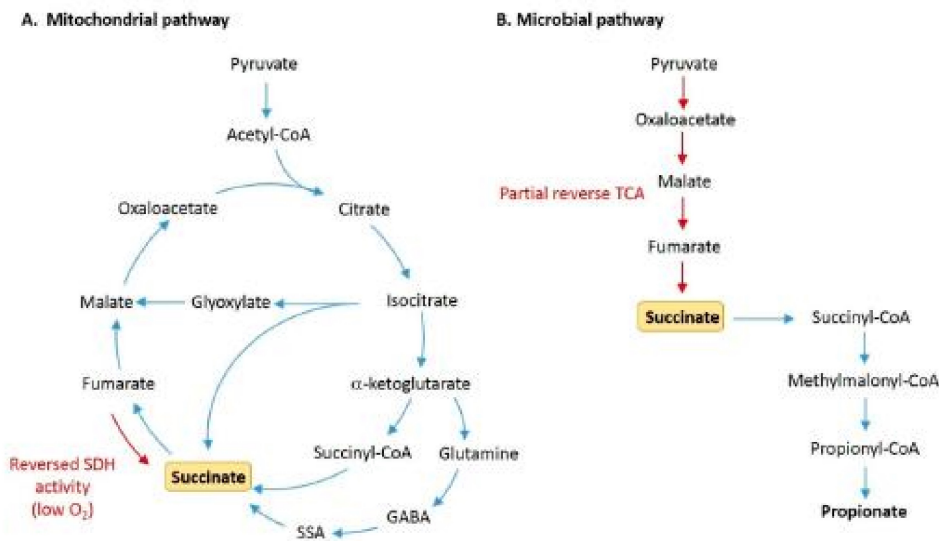 A. Mitochondrial pathway
Pyruvate
Acetyl-CoA
Oxaloacetate
Citrate
Malate
Glyoxylate
Isocitrate
Fumarate
α-ketoglutarate
Reversed SDH
activity
(low O₂)
Succinate
Succinyl-CoA
Glutamine
SSA
GABA
B. Microbial pathway
Pyruvate
Oxaloacetate
Partial reverse TCA
Malate
Fumarate
Succinate
Succinyl-CoA
Methylmalonyl-CoA
Propionyl-CoA
Propionate